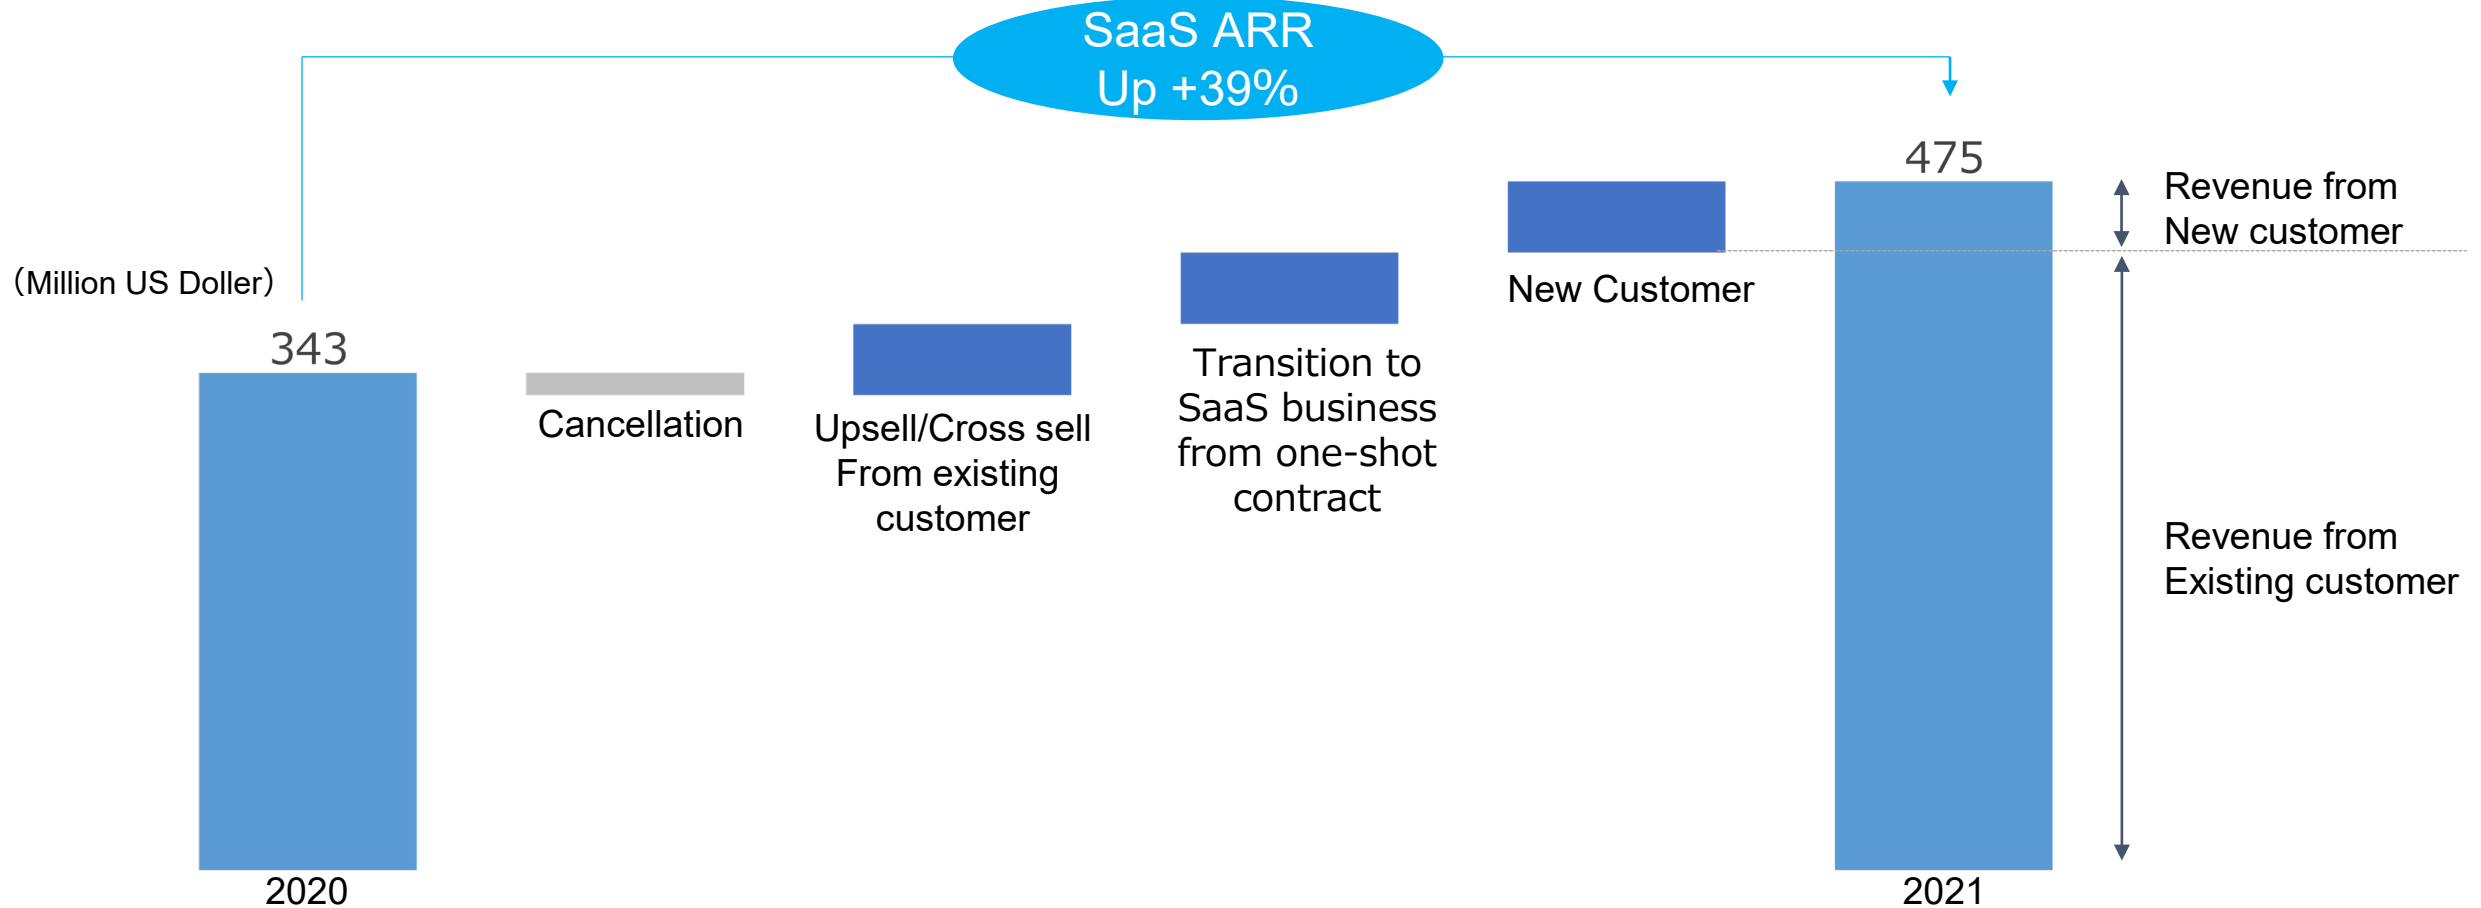 SaaS ARR
Up +39%
（Million US Doller）
343
Cancellation
Upsell/Cross sell
From existing
customer
Transition to
SaaS business
from one-shot
contract
New Customer
475
Revenue from
New customer
Revenue from
Existing customer
2020
2021